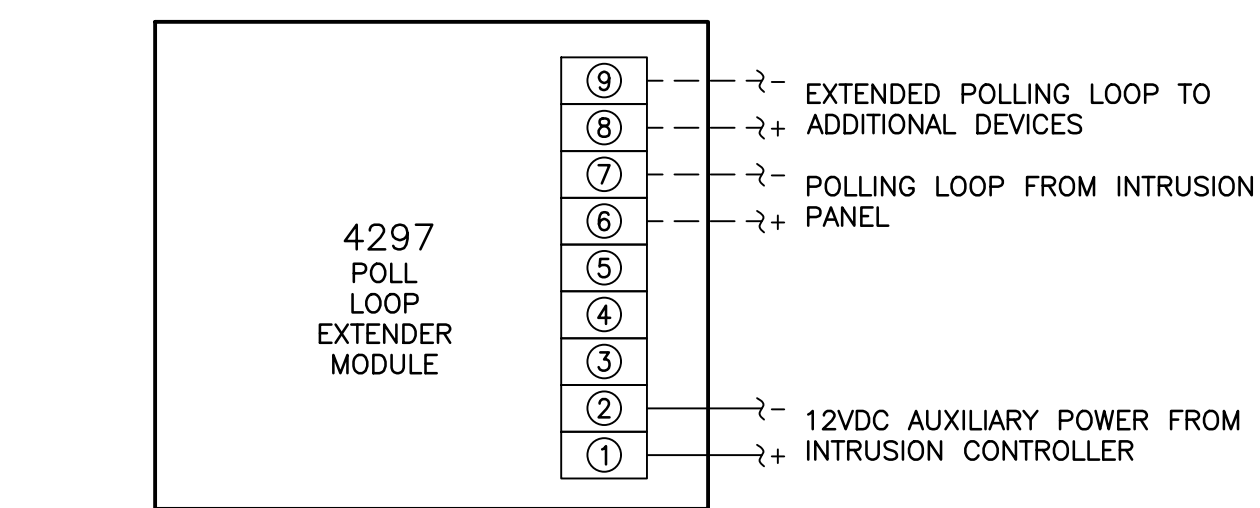 9
-
EXTENDED POLLING LOOP TO
8
+
ADDITIONAL DEVICES
7
-
POLLING LOOP FROM INTRUSION
6
+
PANEL
5
4
3
2
-
12VDC AUXILIARY POWER FROM
1
+
INTRUSION CONTROLLER
4297
POLL
LOOP
EXTENDER
MODULE